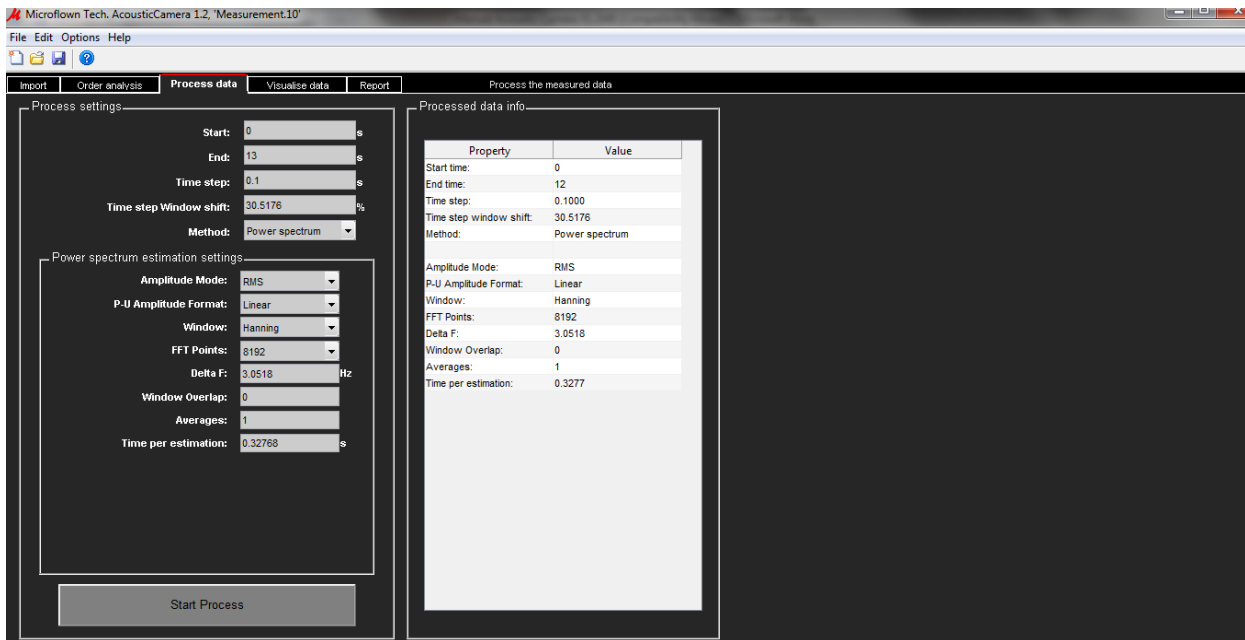 Microflown Tech. AcousticCamera 1.2, 'Measurement.10'
File Edit Options Help
Import Order analysis Process data Visualise data Report Process the measured data
Process settings
Start: 0 s
End: 13 s
Time step: 0.1 s
Time step Window shift: 30.5176 %
Method: Power spectrum
Power spectrum estimation settings
Amplitude Mode: RMS
P-U Amplitude Format: Linear
Window: Hanning
FFT Points: 8192
Delta F: 3.0518 Hz
Window Overlap: 0
Averages: 1
Time per estimation: 0.32768 s
Start Process
Processed data info
Property Value
Start time: 0
End time: 12
Time step: 0.1000
Time step window shift: 30.5176
Method: Power spectrum
Amplitude Mode: RMS
P-U Amplitude Format: Linear
Window: Hanning
FFT Points: 8192
Delta F: 3.0518
Window Overlap: 0
Averages: 1
Time per estimation: 0.3277